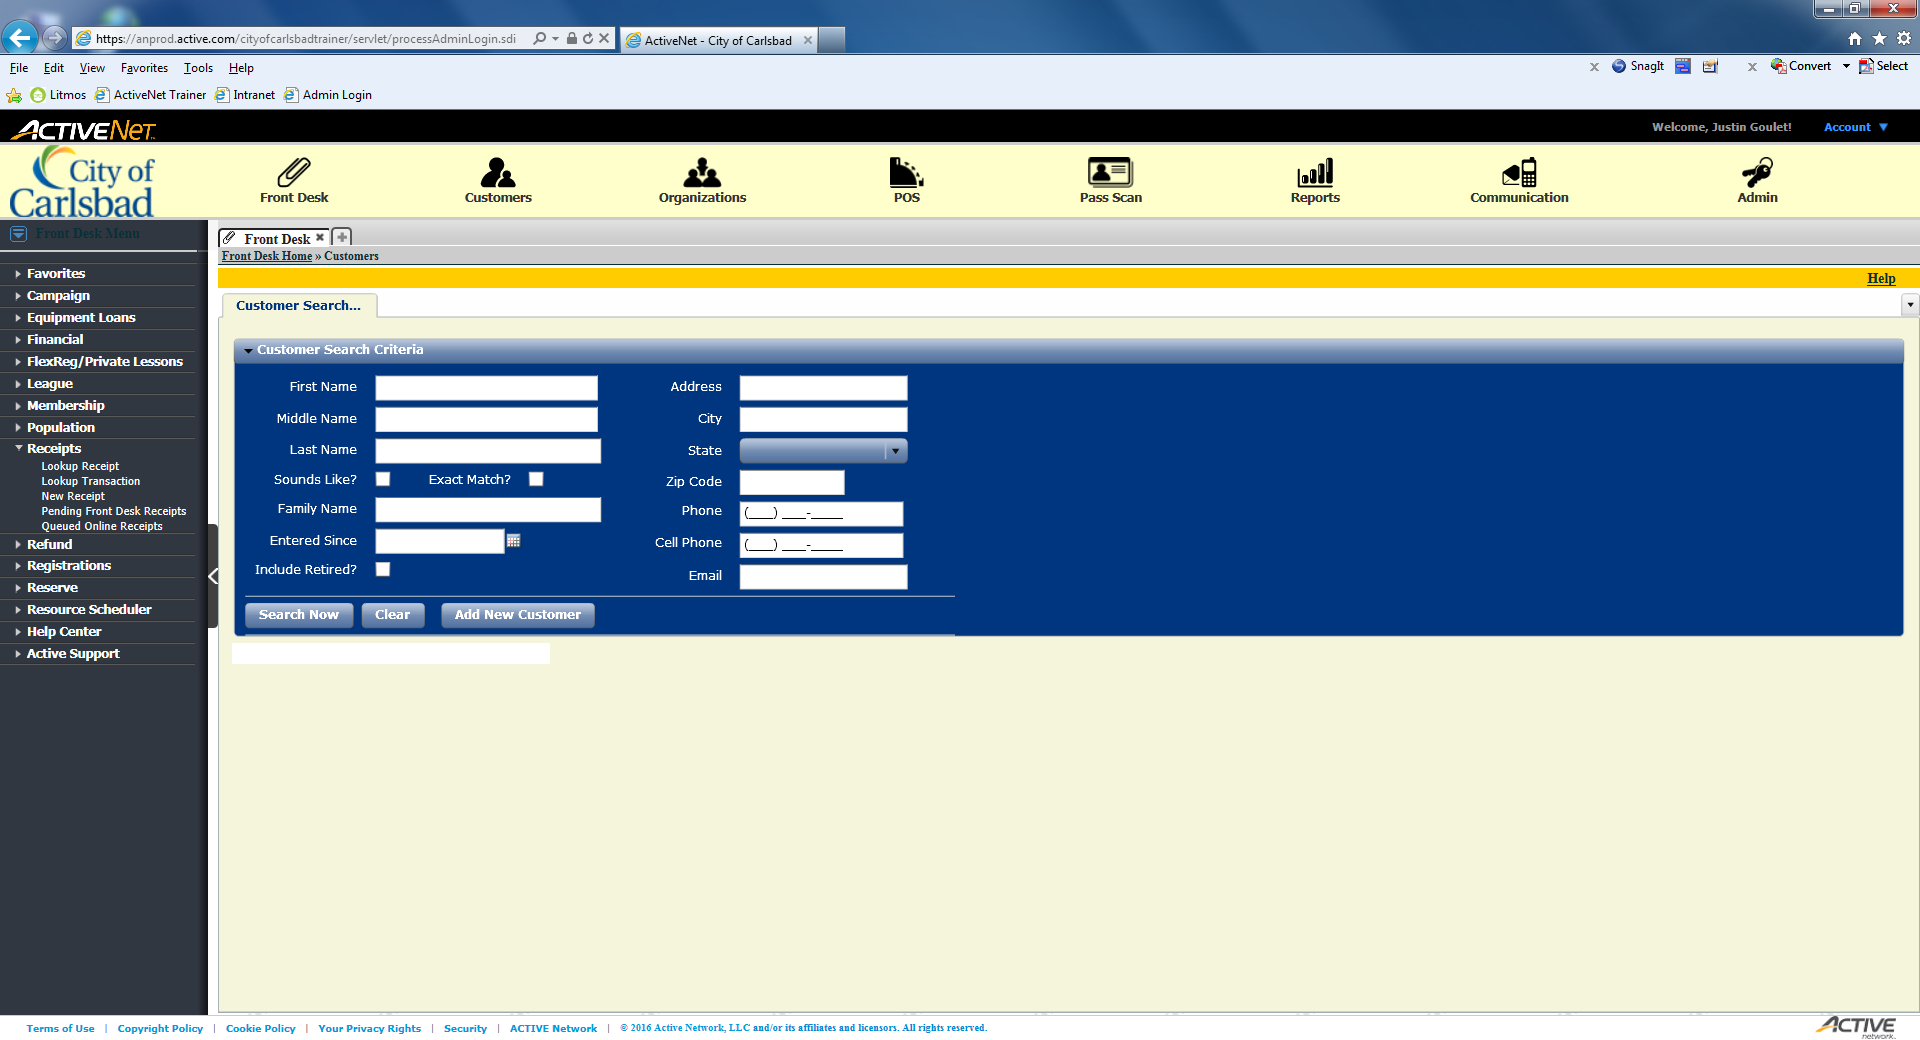 https://anprod.active.com/cityofcarlsbadtrainer/servlet/processAdminLogin.sdi
ActiveNet - City of Carlsbad
File Edit View Favorites Tools Help
SnagIt Convert Select
Litmos ActiveNet Trainer Intranet Admin Login
ACTIVENET
Welcome, Justin Goulet! Account
City of Carlsbad
Front Desk Customers Organizations POS Pass Scan Reports Communication Admin
Front Desk Menu
Front Desk
Front Desk Home » Customers
Help
Favorites
Campaign
Equipment Loans
Financial
FlexReg/Private Lessons
League
Membership
Population
Receipts
Lookup Receipt
Lookup Transaction
New Receipt
Pending Front Desk Receipts
Queued Online Receipts
Refund
Registrations
Reserve
Resource Scheduler
Help Center
Active Support
Customer Search...
Customer Search Criteria
First Name Address
Middle Name City
Last Name State
Sounds Like? Exact Match? Zip Code
Family Name Phone (___) ___-____
Entered Since Cell Phone (___) ___-____
Include Retired? Email
Search Now Clear Add New Customer
Terms of Use | Copyright Policy | Cookie Policy | Your Privacy Rights | Security | ACTIVE Network | © 2016 Active Network, LLC and/or its affiliates and licensors. All rights reserved.
ACTIVE network.